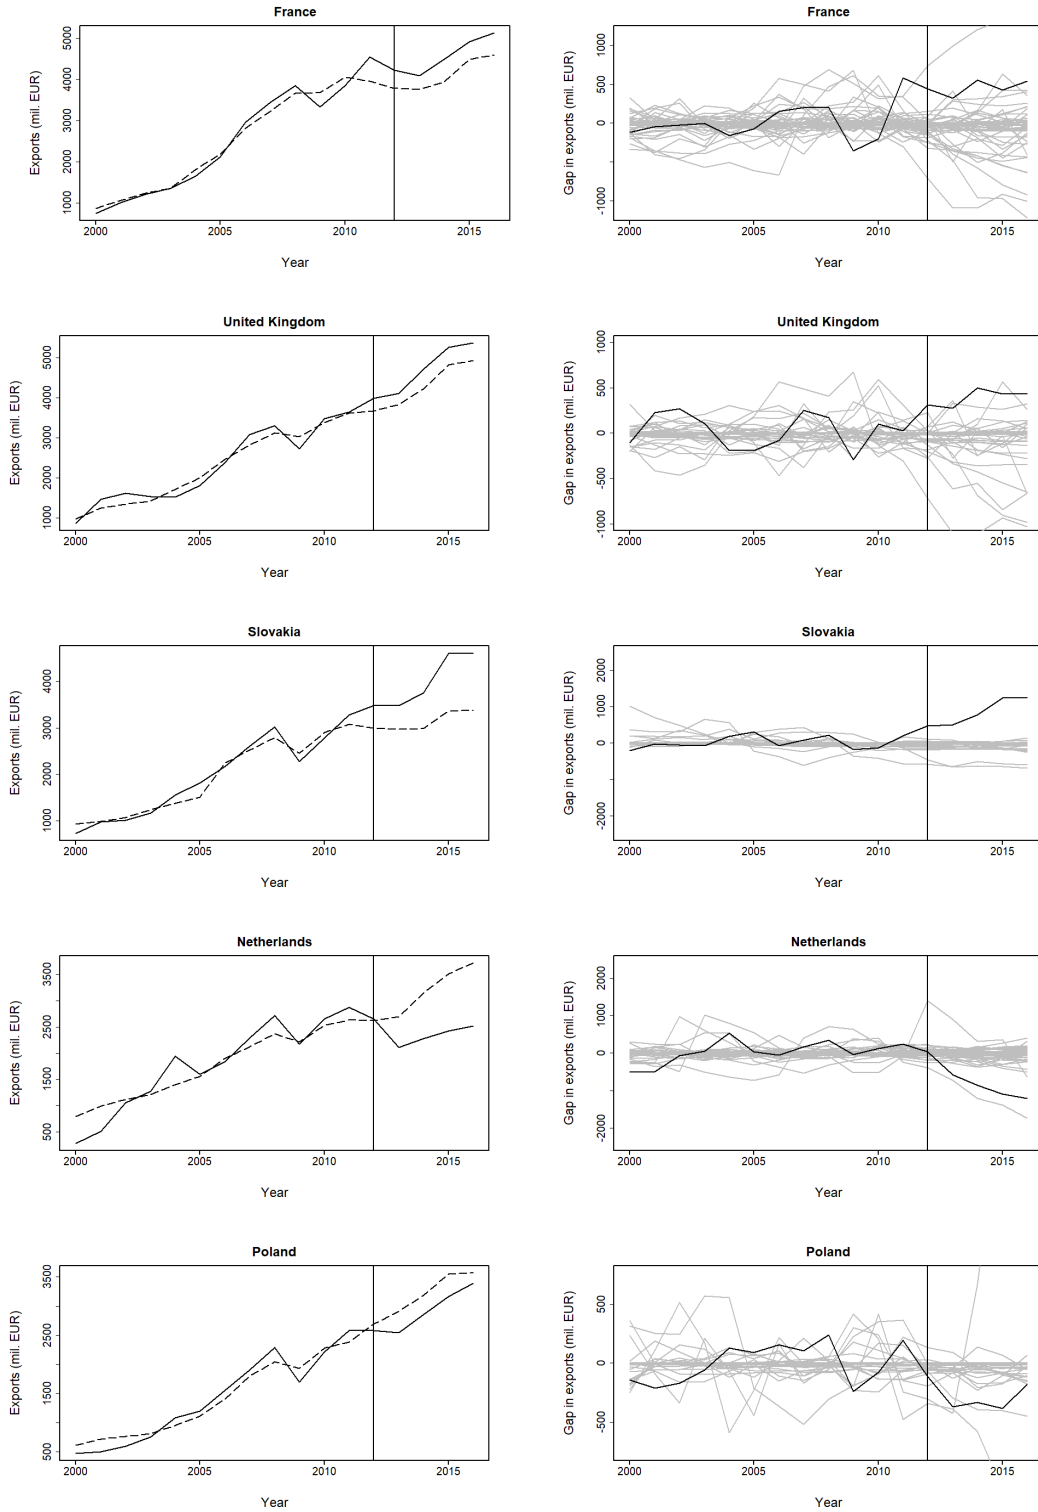 France
Exports (mil. EUR)
5000
4000
3000
2000
1000
2000 2005 2010 2015
Year
France
Gap in exports (mil. EUR)
1000
500
0
-1000
2000 2005 2010 2015
Year
United Kingdom
Exports (mil. EUR)
5000
4000
3000
2000
1000
2000 2005 2010 2015
Year
United Kingdom
Gap in exports (mil. EUR)
1000
500
0
-500
-1000
2000 2005 2010 2015
Year
Slovakia
Exports (mil. EUR)
4000
3000
2000
1000
2000 2005 2010 2015
Year
Slovakia
Gap in exports (mil. EUR)
2000
1000
0
-2000
2000 2005 2010 2015
Year
Netherlands
Exports (mil. EUR)
3500
2500
1500
500
2000 2005 2010 2015
Year
Netherlands
Gap in exports (mil. EUR)
2000
1000
0
-2000
2000 2005 2010 2015
Year
Poland
Exports (mil. EUR)
3500
2500
1500
500
2000 2005 2010 2015
Year
Poland
Gap in exports (mil. EUR)
500
0
-500
2000 2005 2010 2015
Year